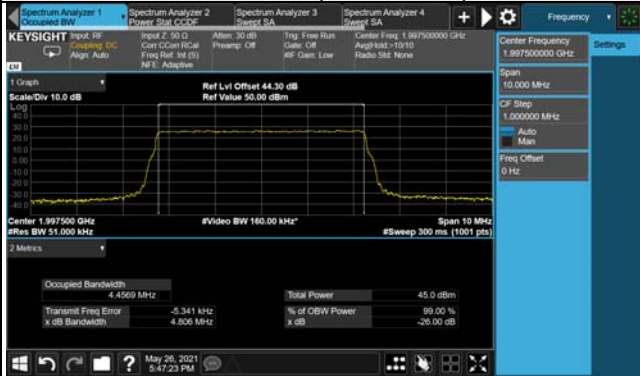 Spectrum Analyzer 1
Occupied BW
Spectrum Analyzer 2
Power Stat CCDF
Spectrum Analyzer 3
Swept SA
Spectrum Analyzer 4
Swept SA
Frequency
KEYSIGHT
Input: RF
Coupling: DC
Align: Auto
Input Z: 50 Ω
Corr CCorr RCal
Freq Ref: Int (S)
NFE: Adaptive
Atten: 30 dB
Preamp: Off
Trig: Free Run
Gate: Off
#IF Gain: Low
Center Freq: 1.997500000 GHz
Avg|Hold:>10/10
Radio Std: None
Center Frequency
1.997500000 GHz
Settings
Span
10.000 MHz
CF Step
1.000000 MHz
Auto
Man
Freq Offset
0 Hz
1 Graph
Scale/Div 10.0 dB
Ref Lvl Offset 44.30 dB
Ref Value 50.00 dBm
Log
40.0
30.0
20.0
10.0
0.00
-10.0
-20.0
-30.0
-40.0
Center 1.997500 GHz
#Res BW 51.000 kHz
#Video BW 160.00 kHz*
Span 10 MHz
#Sweep 300 ms (1001 pts)
2 Metrics
Occupied Bandwidth
4.4569 MHz
Total Power
45.0 dBm
Transmit Freq Error
-5.341 kHz
% of OBW Power
99.00 %
x dB Bandwidth
4.806 MHz
x dB
-26.00 dB
May 26, 2021
5:47:23 PM